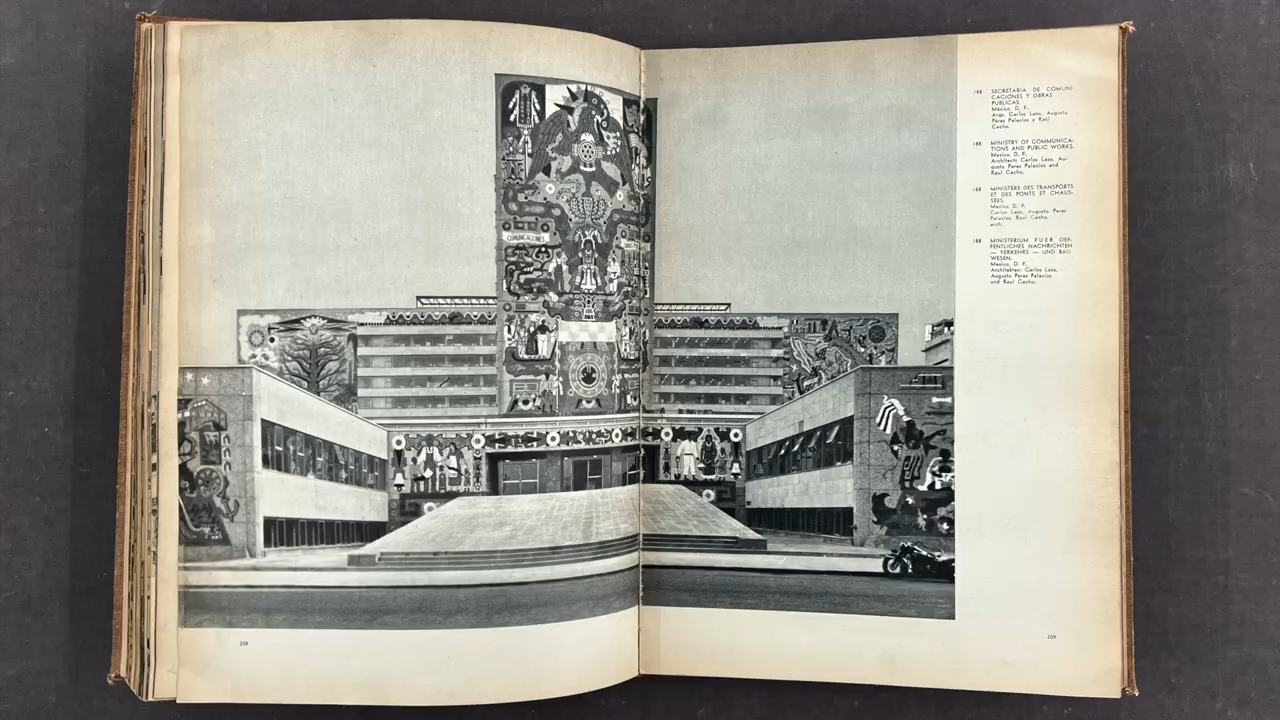 COMUNICACIONES
208
188 SECRETARIA DE COMUNI-
CACIONES Y OBRAS
PUBLICAS.
México, D. F.
Arqs. Carlos Lazo, Augusto
Pérez Palacios y Raúl
Cacho.
188 MINISTRY OF COMMUNICA-
TIONS AND PUBLIC WORKS.
Mexico, D. F.
Architects Carlos Lazo, Au-
gusto Perez Palacios and
Raul Cacho.
188 MINISTERE DES TRANSPORTS
ET DES PONTS ET CHAUS-
SÉES.
Mexico D. F.
Carlos Lazo, Augusto Perez
Palacios Raul Cacho,
arch.
188 MINISTERIUM FUER OEF-
FENTLICHES NACHRICHTEN
— VERKEHRS — UND BAU-
WESEN.
Mexico, D. F.
Architekten: Carlos Lazo,
Augusto Perez Palacios
und Raul Cacho.
209